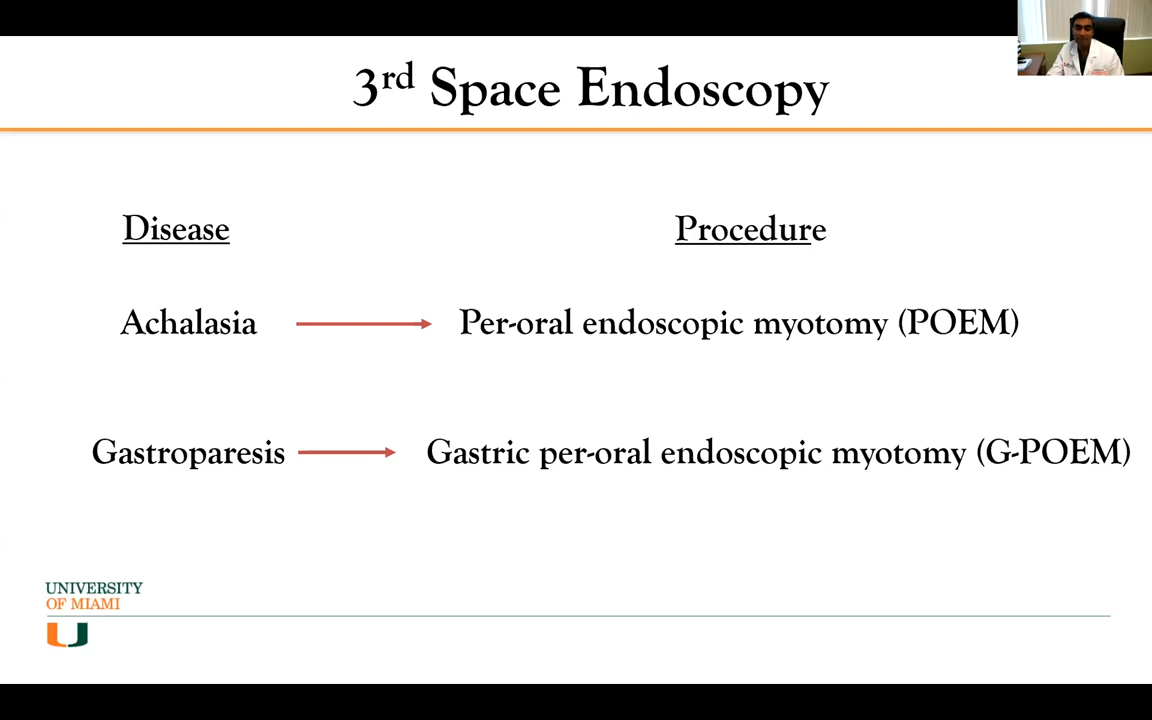 3rd Space Endoscopy
Disease
Procedure
Achalasia
Per-oral endoscopic myotomy (POEM)
Gastroparesis
Gastric per-oral endoscopic myotomy (G-POEM)
UNIVERSITY
OF MIAMI